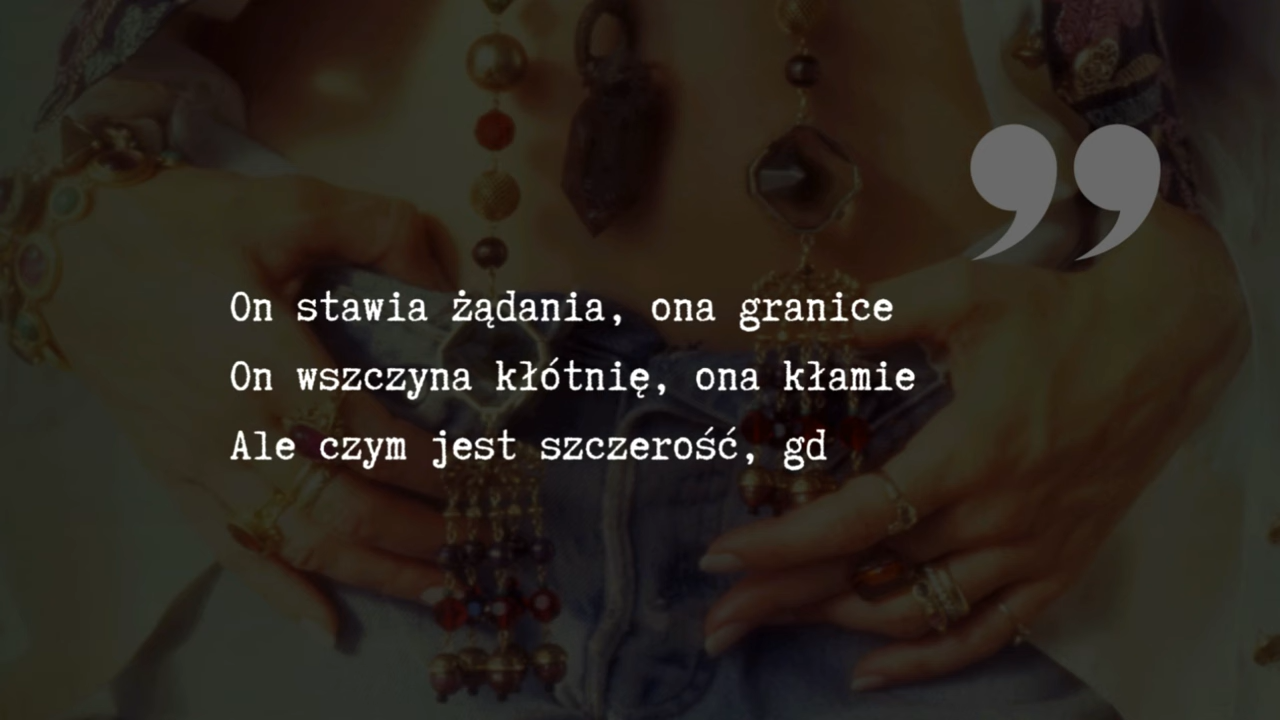 On stawia żądania, ona granice
On wszczyna kłótnię, ona kłamie
Ale czym jest szczerość, gd